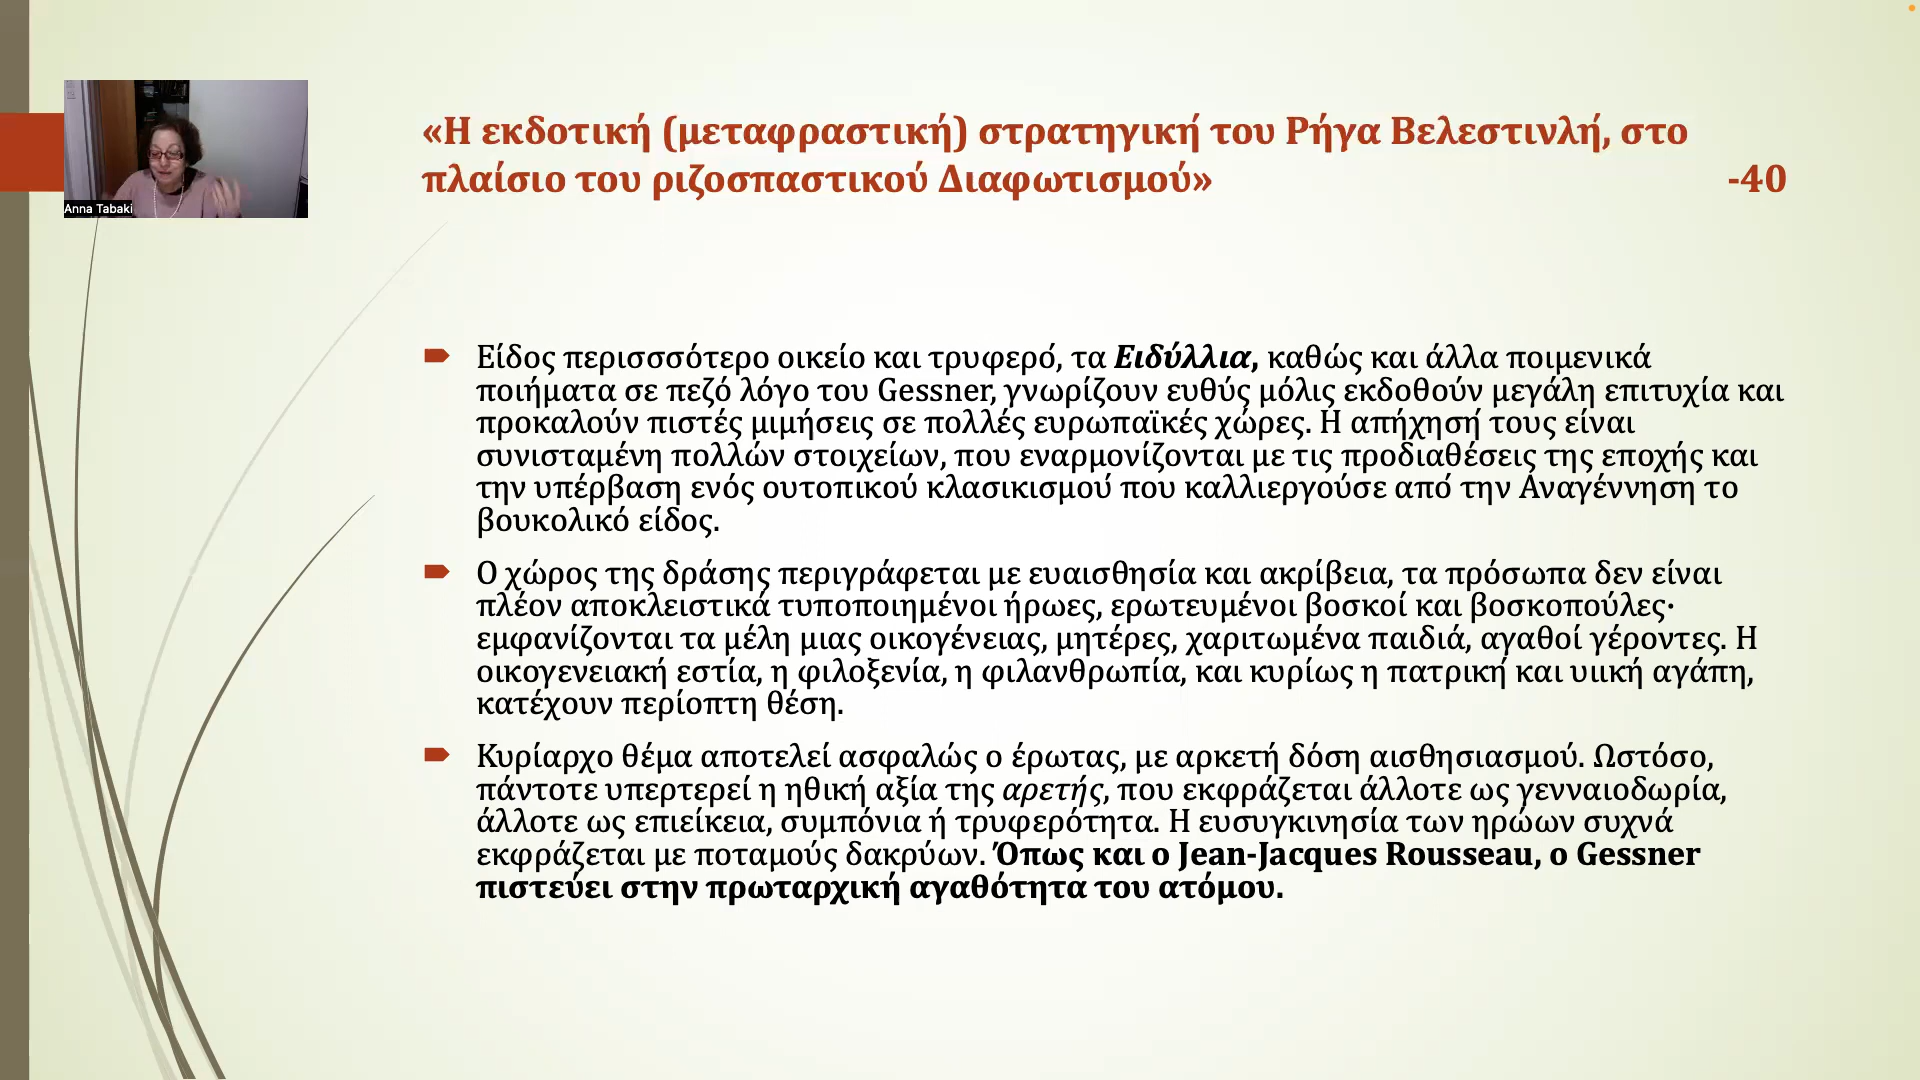 «Η εκδοτική (μεταφραστική) στρατηγική του Ρήγα Βελεστινλή, στο
πλαίσιο του ριζοσπαστικού Διαφωτισμού» -40
Anna Tabaki
Είδος περισσσότερο οικείο και τρυφερό, τα Ειδύλλια, καθώς και άλλα ποιμενικά
ποιήματα σε πεζό λόγο του Gessner, γνωρίζουν ευθύς μόλις εκδοθούν μεγάλη επιτυχία και
προκαλούν πιστές μιμήσεις σε πολλές ευρωπαϊκές χώρες. Η απήχησή τους είναι
συνισταμένη πολλών στοιχείων, που εναρμονίζονται με τις προδιαθέσεις της εποχής και
την υπέρβαση ενός ουτοπικού κλασικισμού που καλλιεργούσε από την Αναγέννηση το
βουκολικό είδος.
Ο χώρος της δράσης περιγράφεται με ευαισθησία και ακρίβεια, τα πρόσωπα δεν είναι
πλέον αποκλειστικά τυποποιημένοι ήρωες, ερωτευμένοι βοσκοί και βοσκοπούλες·
εμφανίζονται τα μέλη μιας οικογένειας, μητέρες, χαριτωμένα παιδιά, αγαθοί γέροντες. Η
οικογενειακή εστία, η φιλοξενία, η φιλανθρωπία, και κυρίως η πατρική και υιική αγάπη,
κατέχουν περίοπτη θέση.
Κυρίαρχο θέμα αποτελεί ασφαλώς ο έρωτας, με αρκετή δόση αισθησιασμού. Ωστόσο,
πάντοτε υπερτερεί η ηθική αξία της αρετής, που εκφράζεται άλλοτε ως γενναιοδωρία,
άλλοτε ως επιείκεια, συμπόνια ή τρυφερότητα. Η ευσυγκινησία των ηρώων συχνά
εκφράζεται με ποταμούς δακρύων. Όπως και ο Jean-Jacques Rousseau, ο Gessner
πιστεύει στην πρωταρχική αγαθότητα του ατόμου.